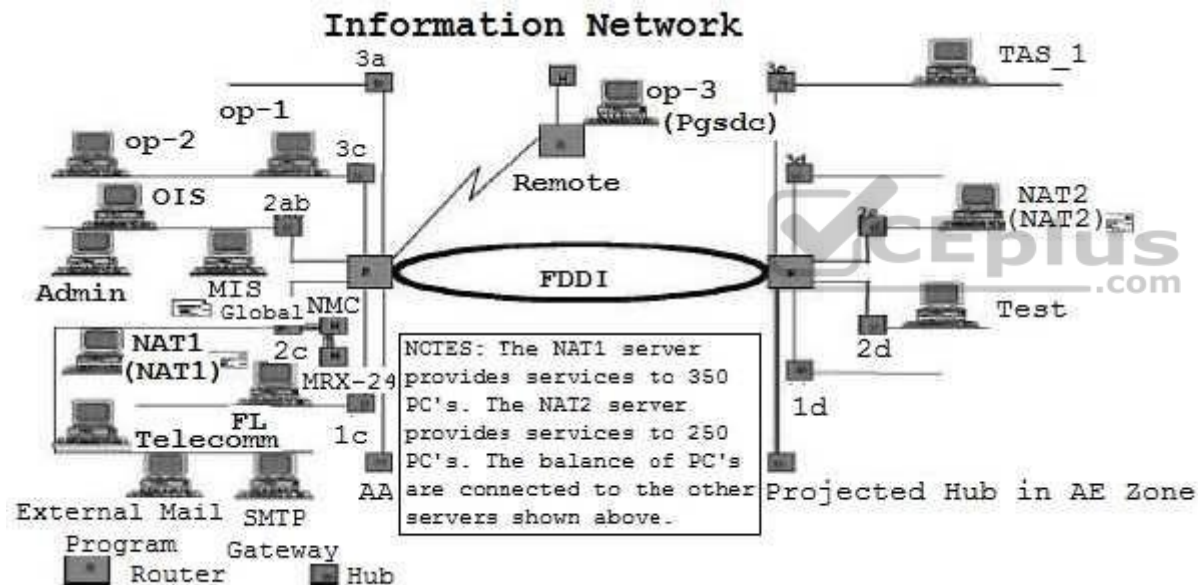 Information Network
3a
TAS_1
op-1
op-2
op-3
(Pgsdc)
3c
3d
Remote
OIS
2ab
NAT2
(NAT2)
CEplus
.com
Admin
MIS
Global
NMC
FDDI
Test
NAT1
(NAT1)
2c
MRX-24
2d
1d
FL
Telecomm
1c
NOTES: The NAT1 server
provides services to 350
PC's. The NAT2 server
provides services to 250
PC's. The balance of PC's
are connected to the other
servers shown above.
AA
Projected Hub in AE Zone
External Mail
Program
SMTP
Gateway
Router
Hub